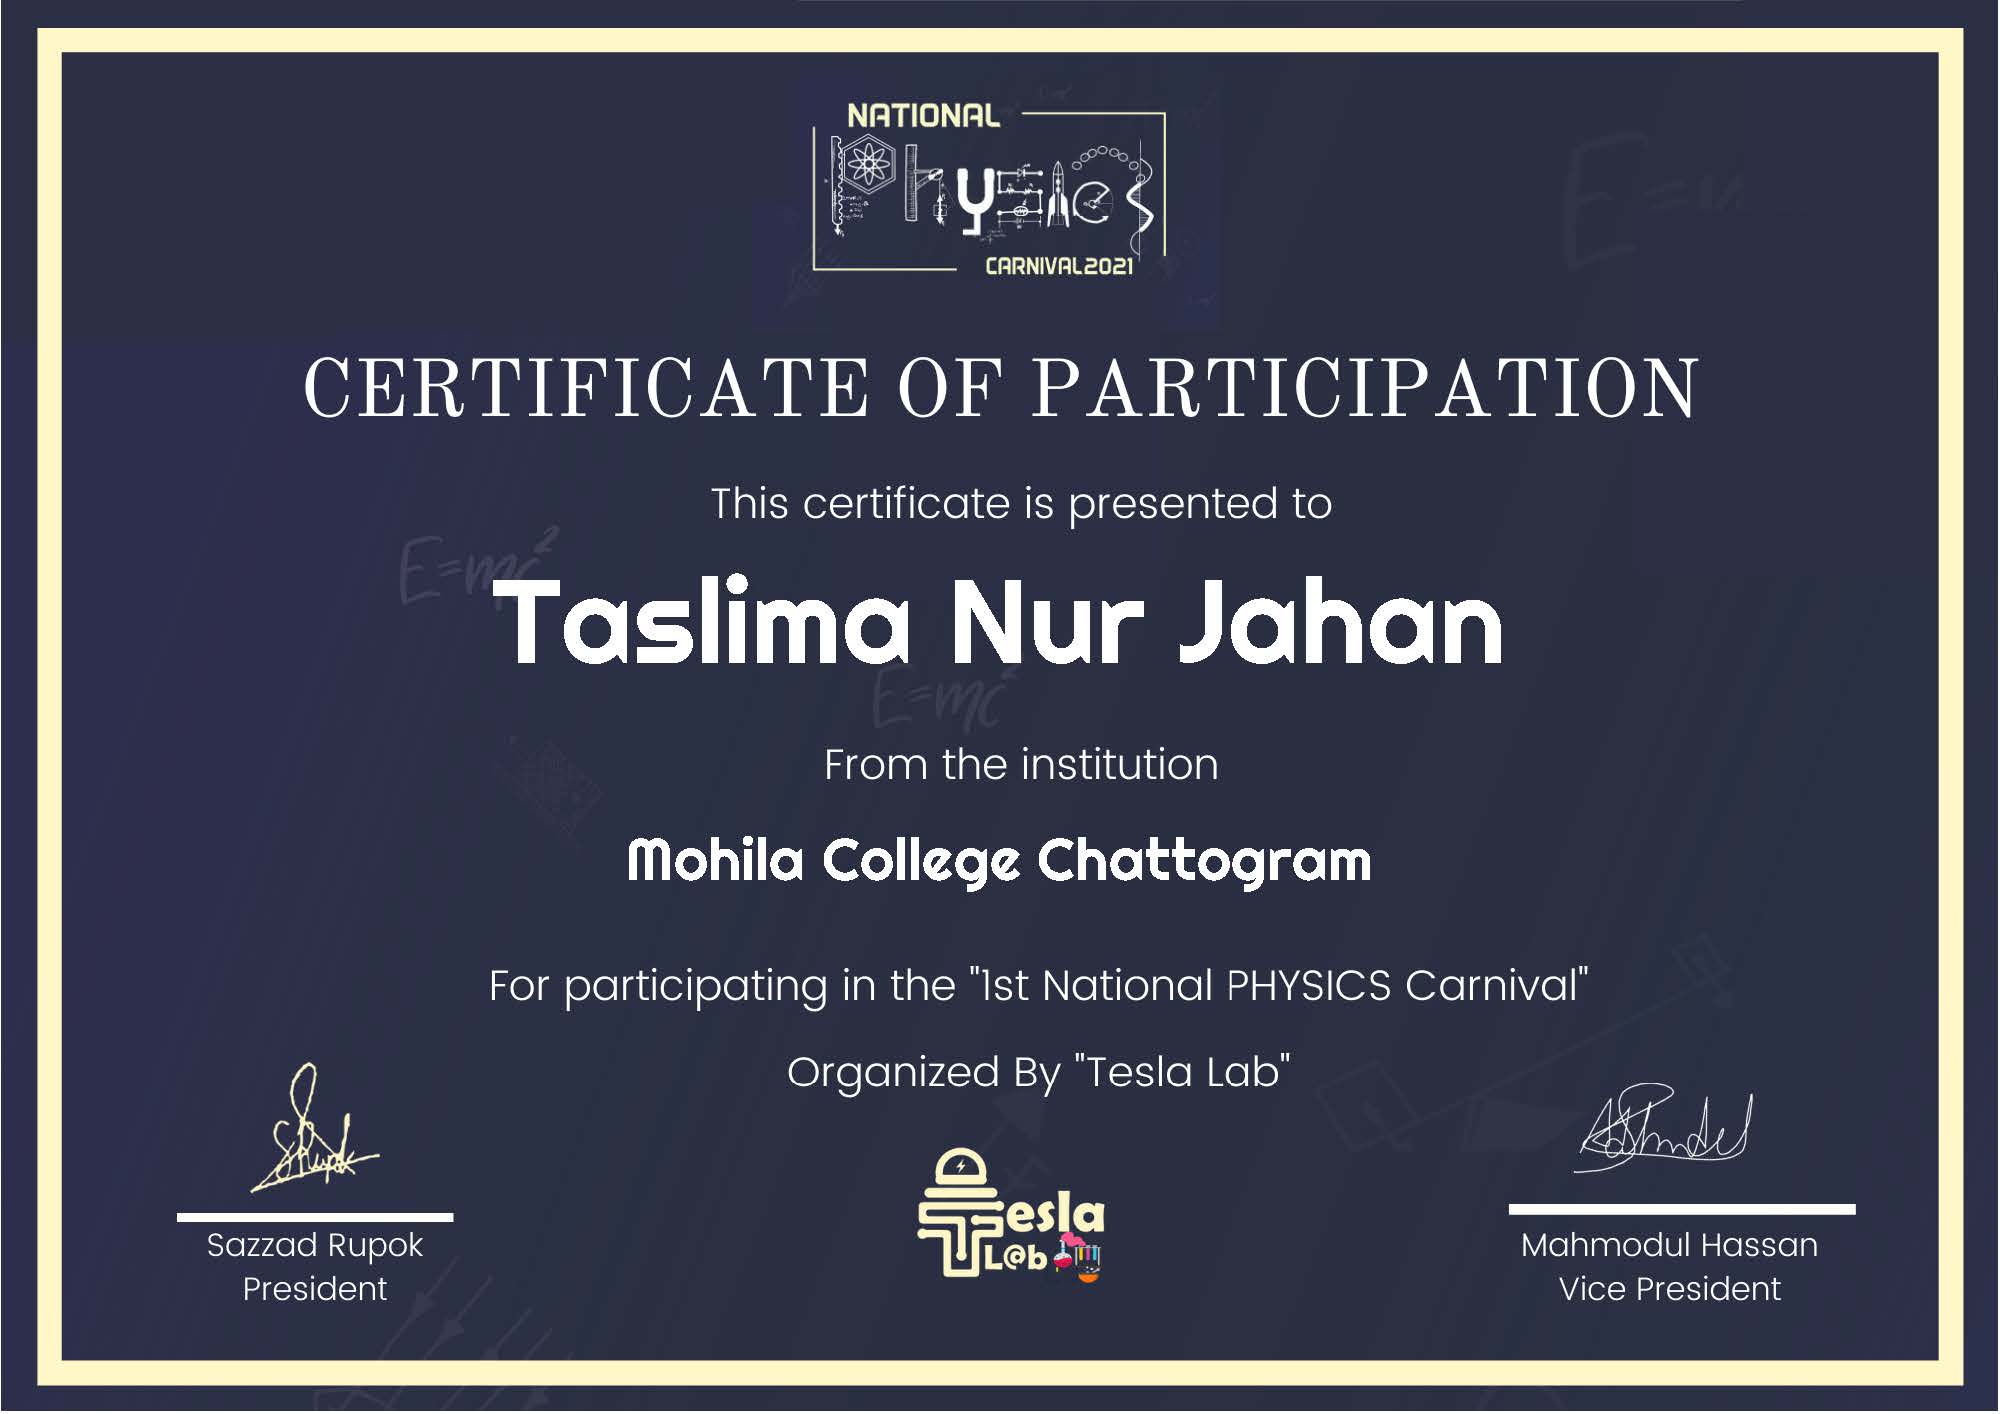 NATIONAL
Physics
CARNIVAL2021
CERTIFICATE OF PARTICIPATION
This certificate is presented to
E=mc²
Taslima Nur Jahan
E=mc²
From the institution
Mohila College Chattogram
For participating in the "1st National PHYSICS Carnival"
Organized By "Tesla Lab"
Tesla
L@b
Sazzad Rupok
President
Mahmodul Hassan
Vice President